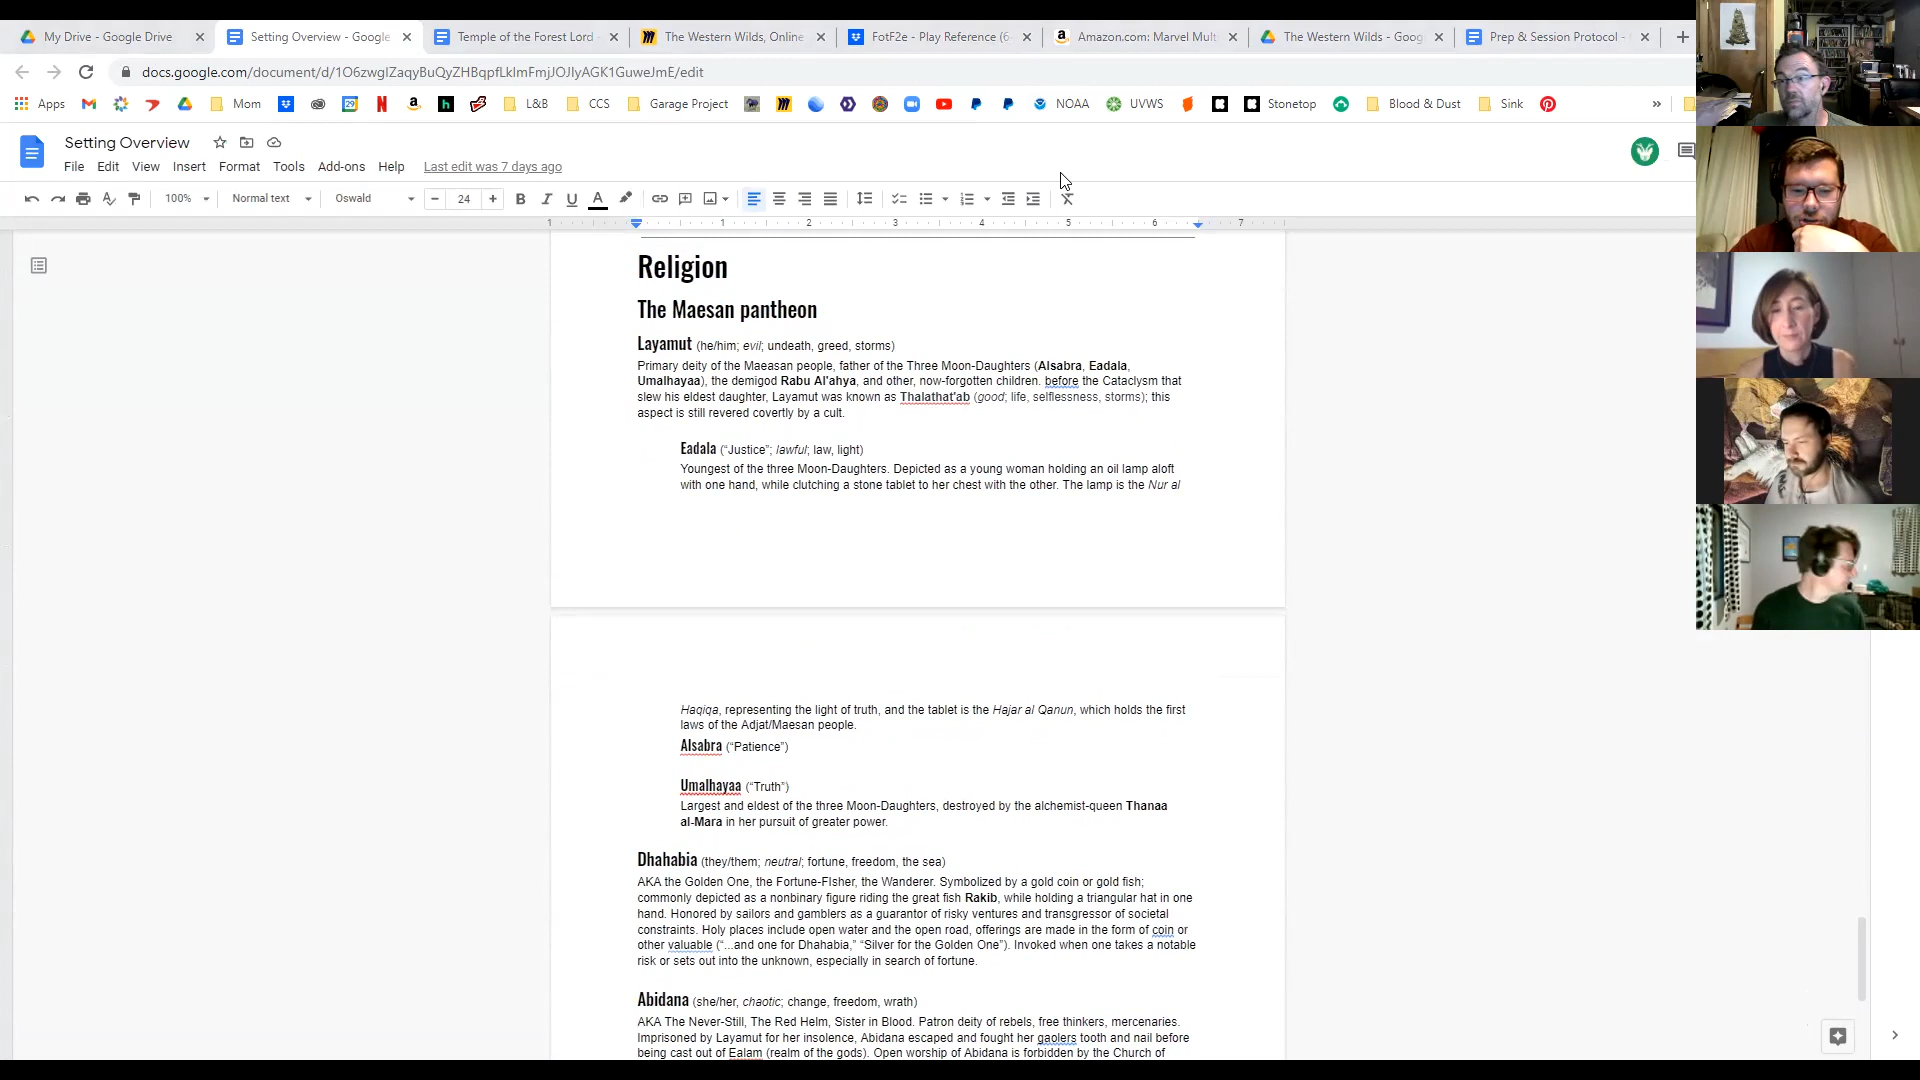 My Drive - Google Drive
Setting Overview - Google
Temple of the Forest Lord
The Western Wilds, Online
FotF2e - Play Reference (6
Amazon.com: Marvel Mult
The Western Wilds - Goog
Prep & Session Protocol -
Apps
Mom
L&B
CCS
Garage Project
NOAA
UVWS
Stonetop
Blood & Dust
Sink
»
Setting Overview
File Edit View Insert Format Tools Add-ons Help Last edit was 7 days ago
100% Normal text Oswald 24
1 1 2 3 4 5 6 7
Religion
The Maesan pantheon
Layamut (he/him; evil; undeath, greed, storms)
Primary deity of the Maeasan people, father of the Three Moon-Daughters (Alsabra, Eadala,
Umalhayaa), the demigod Rabu Al'ahya, and other, now-forgotten children. before the Cataclysm that
slew his eldest daughter, Layamut was known as Thalathat'ab (good; life, selflessness, storms); this
aspect is still revered covertly by a cult.
Eadala (“Justice”; lawful; law, light)
Youngest of the three Moon-Daughters. Depicted as a young woman holding an oil lamp aloft
with one hand, while clutching a stone tablet to her chest with the other. The lamp is the Nur al
Haqiqa, representing the light of truth, and the tablet is the Hajar al Qanun, which holds the first
laws of the Adjat/Maesan people.
Alsabra (“Patience”)
Umalhayaa (“Truth”)
Largest and eldest of the three Moon-Daughters, destroyed by the alchemist-queen Thanaa
al-Mara in her pursuit of greater power.
Dhahabia (they/them; neutral; fortune, freedom, the sea)
AKA the Golden One, the Fortune-FIsher, the Wanderer. Symbolized by a gold coin or gold fish;
commonly depicted as a nonbinary figure riding the great fish Rakib, while holding a triangular hat in one
hand. Honored by sailors and gamblers as a guarantor of risky ventures and transgressor of societal
constraints. Holy places include open water and the open road, offerings are made in the form of coin or
other valuable (“...and one for Dhahabia,” “Silver for the Golden One”). Invoked when one takes a notable
risk or sets out into the unknown, especially in search of fortune.
Abidana (she/her, chaotic; change, freedom, wrath)
AKA The Never-Still, The Red Helm, Sister in Blood. Patron deity of rebels, free thinkers, mercenaries.
Imprisoned by Layamut for her insolence, Abidana escaped and fought her gaolers tooth and nail before
being cast out of Ealam (realm of the gods). Open worship of Abidana is forbidden by the Church of